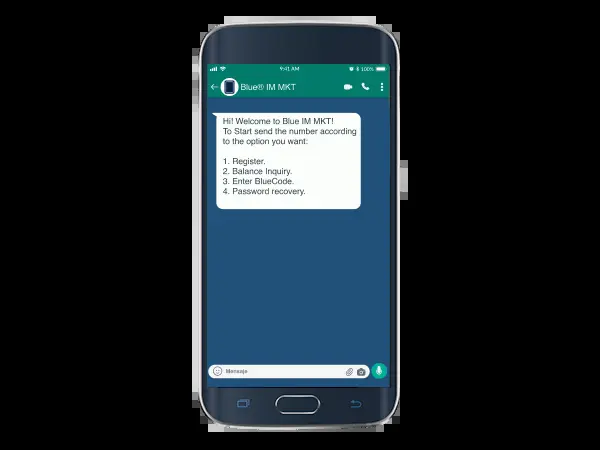 9:41 AM 100%
Blue® IM MKT
Hi! Welcome to Blue IM MKT!
To Start send the number according
to the option you want:
1. Register.
2. Balance Inquiry.
3. Enter BlueCode.
4. Password recovery.
Mensaje